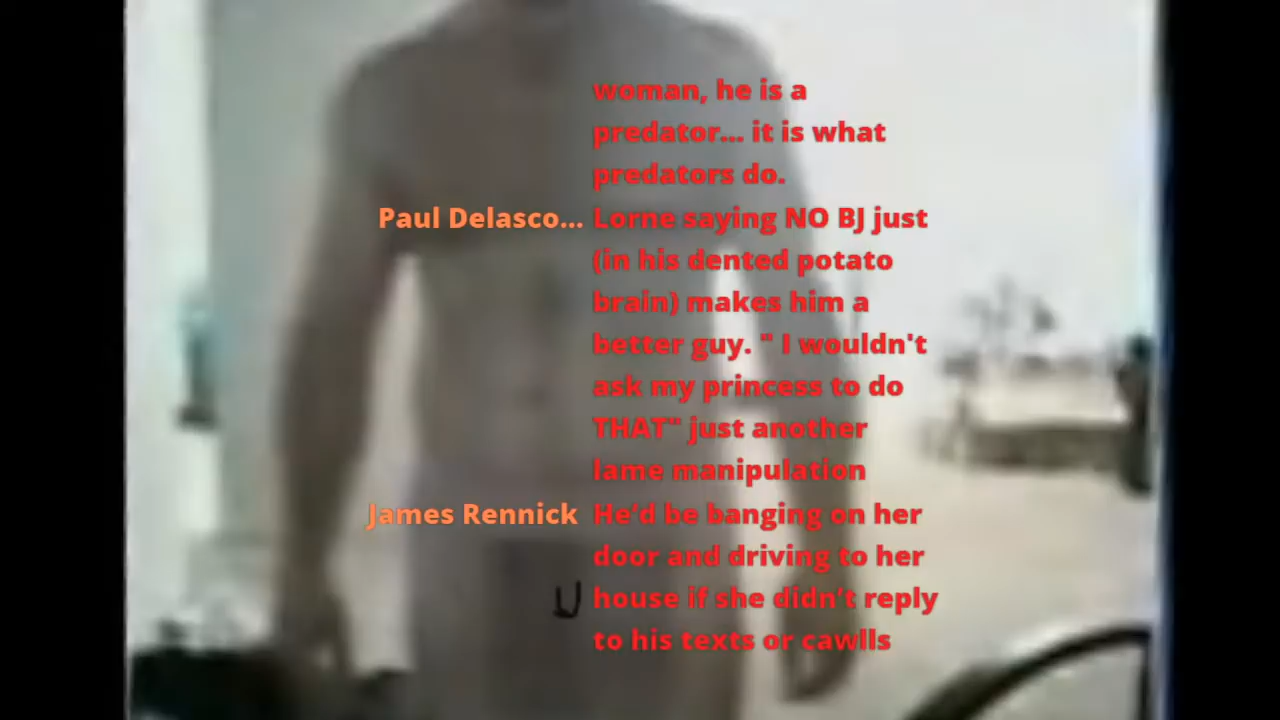 woman, he is a
predator... it is what
predators do.
Paul Delasco... Lorne saying NO BJ just
(in his dented potato
brain) makes him a
better guy. " I wouldn't
ask my princess to do
THAT" just another
lame manipulation
James Rennick He'd be banging on her
door and driving to her
U house if she didn't reply
to his texts or cawlls